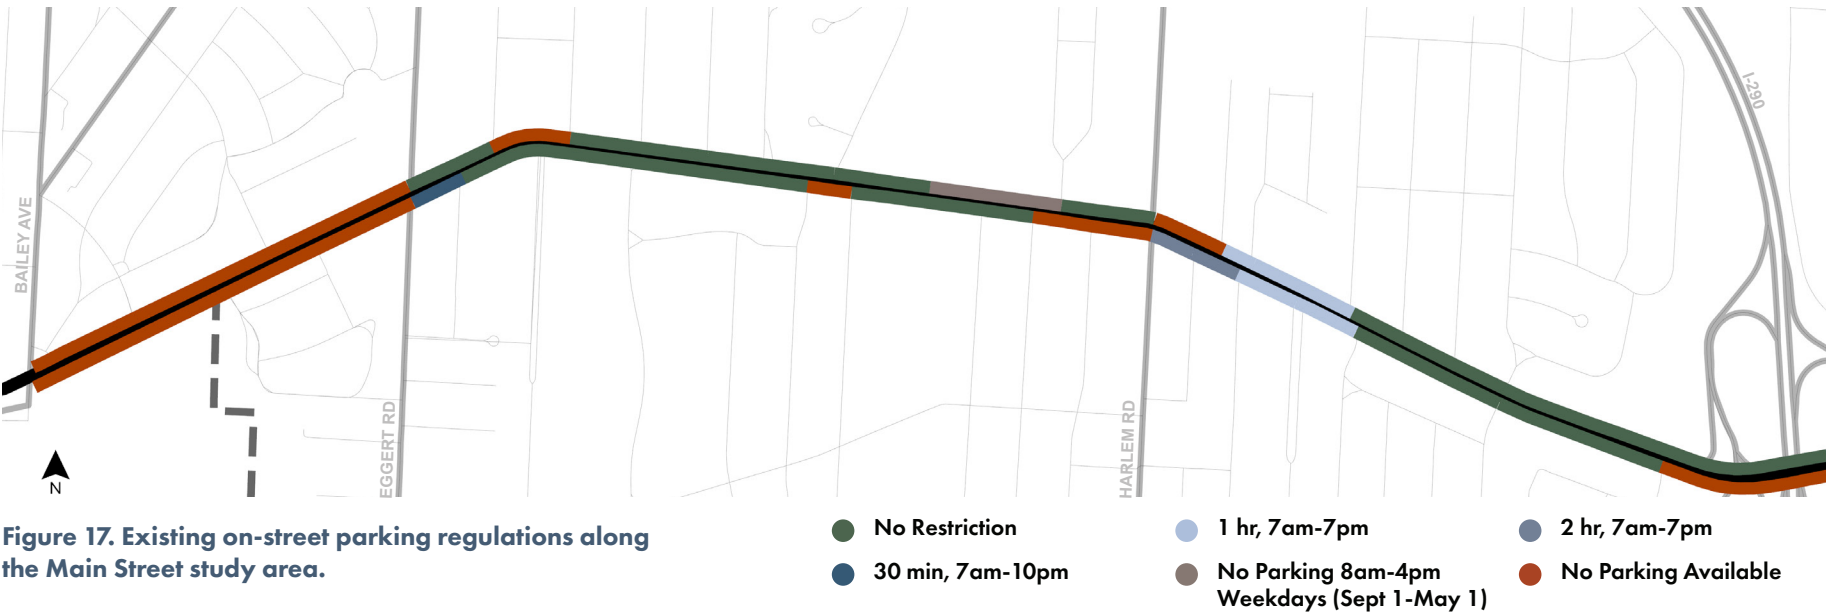 I-290
BAILEY AVE
EGGERT RD
HARLEM RD
N
Figure 17. Existing on-street parking regulations along
the Main Street study area.
No Restriction
30 min, 7am-10pm
1 hr, 7am-7pm
No Parking 8am-4pm
Weekdays (Sept 1-May 1)
2 hr, 7am-7pm
No Parking Available